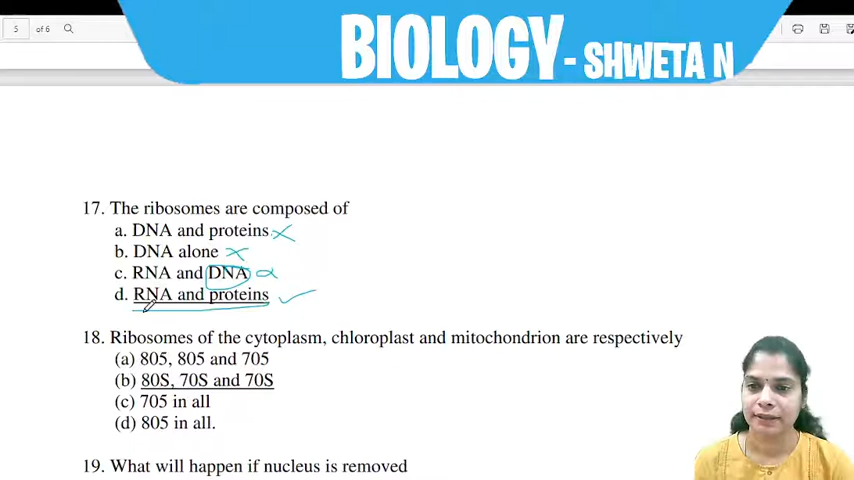 5 of 6
BIOLOGY - SHWETA N
17. The ribosomes are composed of
a. DNA and proteins
b. DNA alone
c. RNA and DNA
d. RNA and proteins
18. Ribosomes of the cytoplasm, chloroplast and mitochondrion are respectively
(a) 805, 805 and 705
(b) 80S, 70S and 70S
(c) 705 in all
(d) 805 in all.
19. What will happen if nucleus is removed